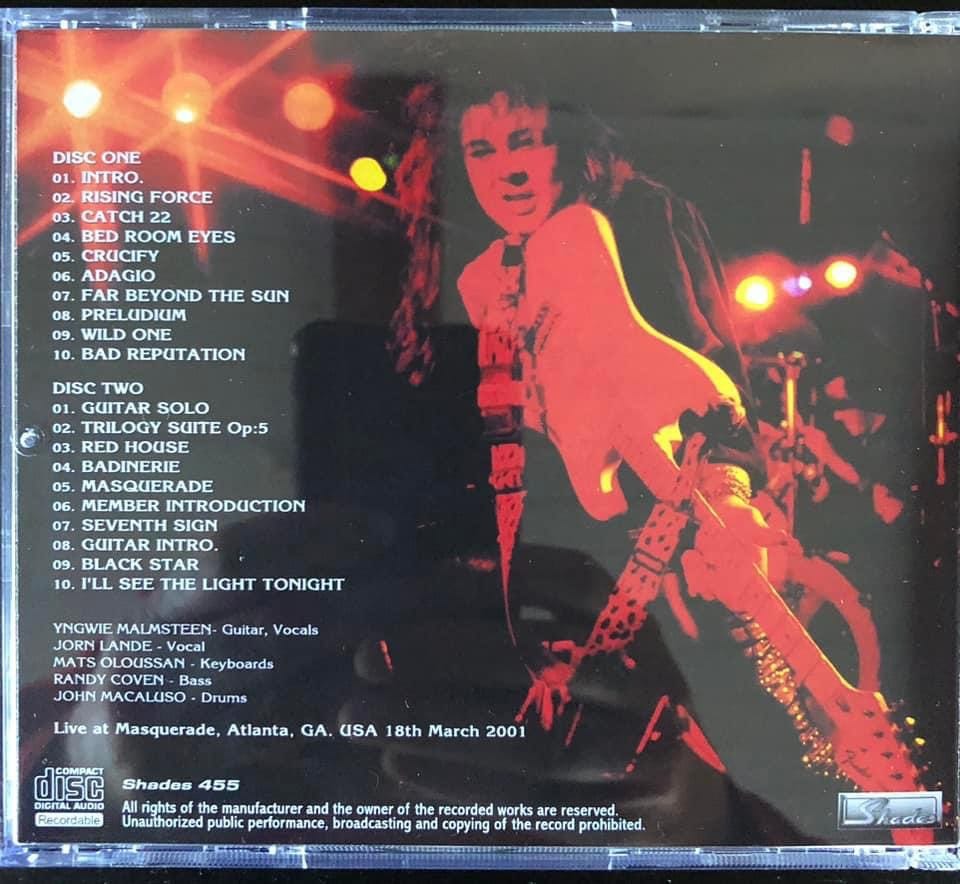 DISC ONE
01. INTRO.
02. RISING FORCE
03. CATCH 22
04. BED ROOM EYES
05. CRUCIFY
06. ADAGIO
07. FAR BEYOND THE SUN
08. PRELUDIUM
09. WILD ONE
10. BAD REPUTATION
DISC TWO
01. GUITAR SOLO
02. TRILOGY SUITE Op:5
03. RED HOUSE
04. BADINERIE
05. MASQUERADE
06. MEMBER INTRODUCTION
07. SEVENTH SIGN
08. GUITAR INTRO.
09. BLACK STAR
10. I'LL SEE THE LIGHT TONIGHT
YNGWIE MALMSTEEN- Guitar, Vocals
JORN LANDE - Vocal
MATS OLOUSSAN - Keyboards
RANDY COVEN - Bass
JOHN MACALUSO - Drums
Live at Masquerade, Atlanta, GA. USA 18th March 2001
COMPACT
disc
DIGITAL AUDIO
Recordable
Shades 455
All rights of the manufacturer and the owner of the recorded works are reserved.
Unauthorized public performance, broadcasting and copying of the record prohibited.
Shades
Fender